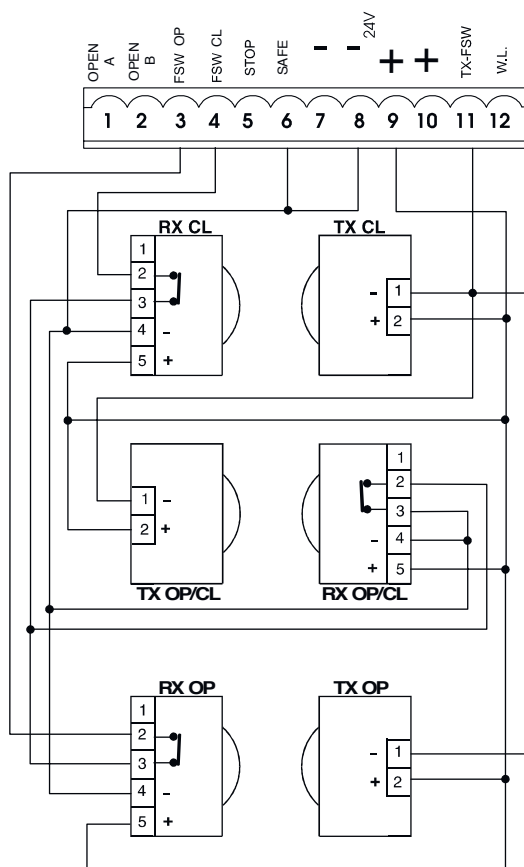 OPEN A
OPEN B
FSW OP
FSW CL
STOP
SAFE
-
-
24V
+
+
TX-FSW
W.L.
1 2 3 4 5 6 7 8 9 10 11 12
RX CL
1
2
3
4 -
5 +
TX CL
- 1
+ 2
1 -
2 +
TX OP/CL
1
2
3
- 4
+ 5
RX OP/CL
RX OP
1
2
3
4 -
5 +
TX OP
- 1
+ 2